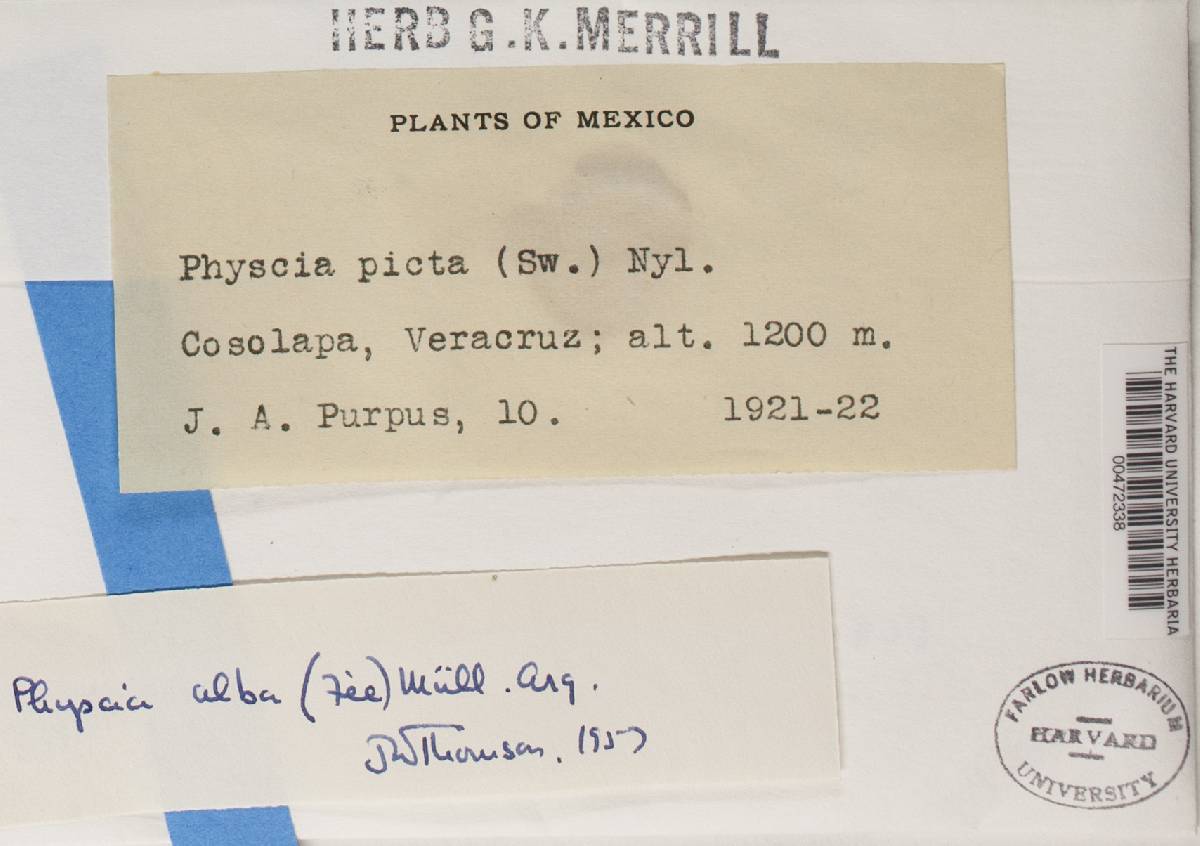 HERB G.K.MERRILL
PLANTS OF MEXICO
Physcia picta (Sw.) Nyl.
Cosolapa, Veracruz; alt. 1200 m.
J. A. Purpus, 10. 1921-22
THE HARVARD UNIVERSITY HERBARIA
00472338
Physcia alba (Fée) Müll. Arg.
JWThomson. 1957
FARLOW HERBARIUM
HARVARD
UNIVERSITY